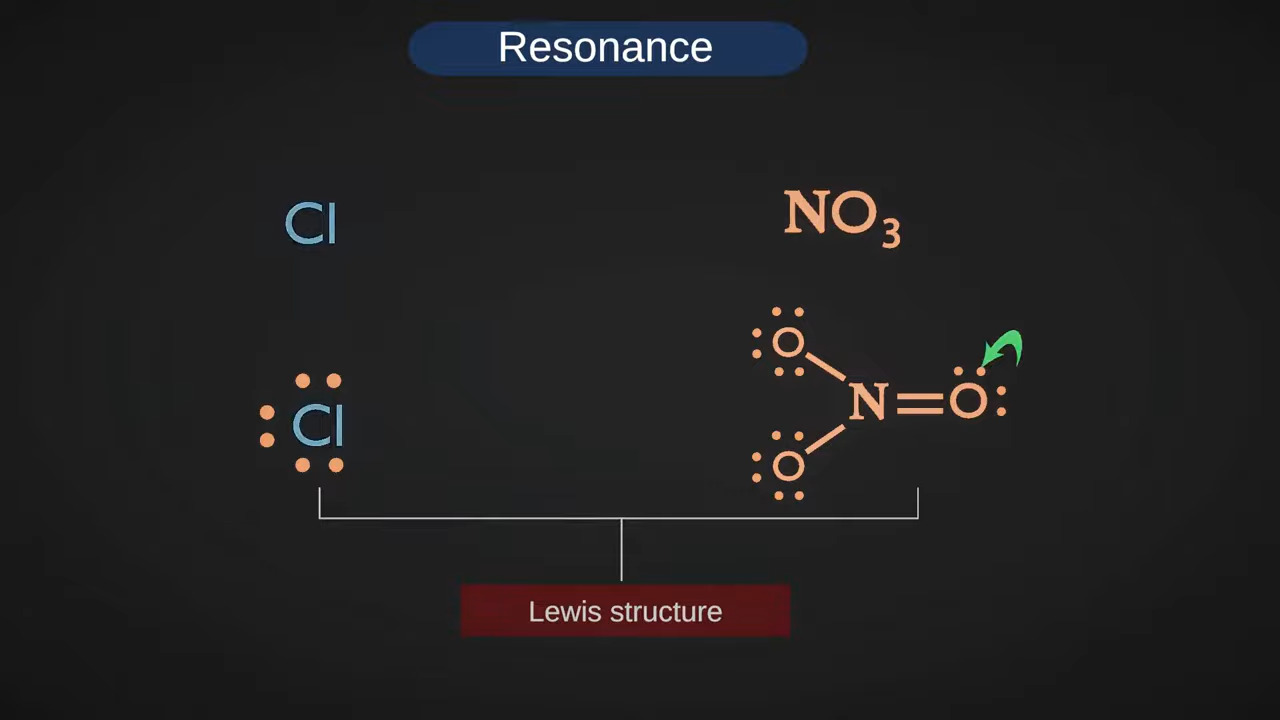 Resonance
Cl
NO₃
Cl
O
N=O
O
Lewis structure